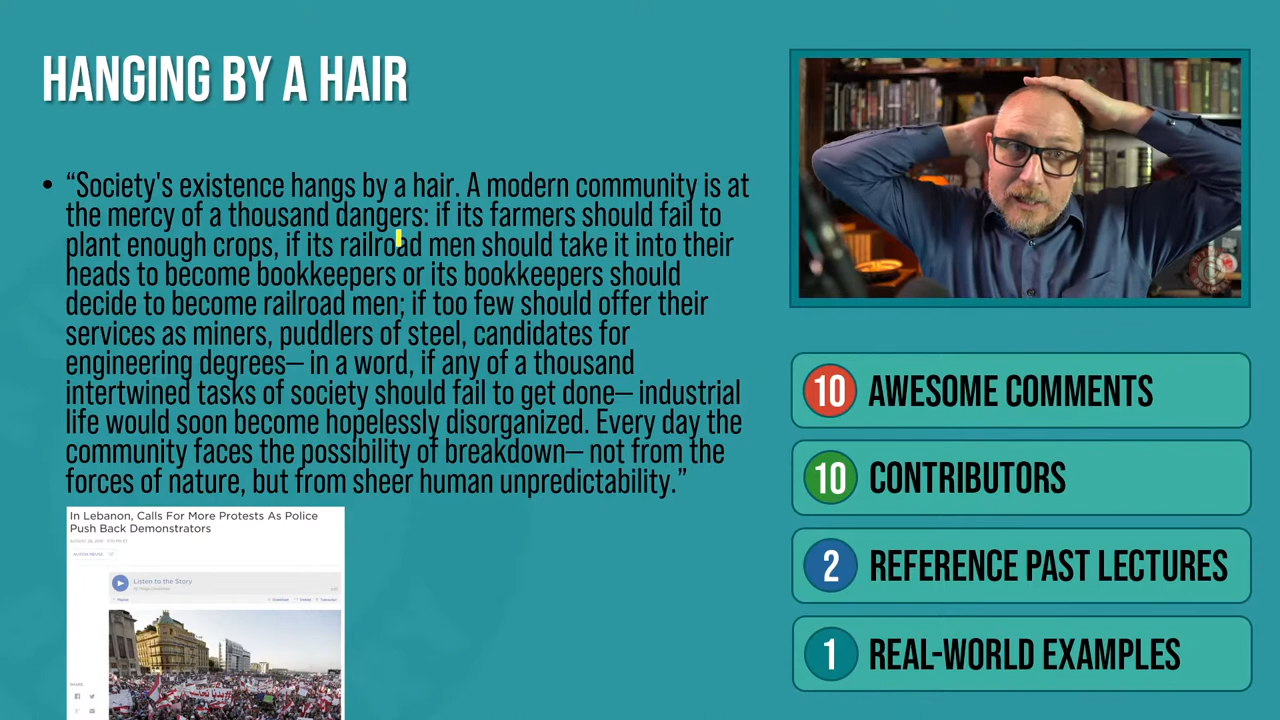 HANGING BY A HAIR
• “Society's existence hangs by a hair. A modern community is at
the mercy of a thousand dangers: if its farmers should fail to
plant enough crops, if its railroad men should take it into their
heads to become bookkeepers or its bookkeepers should
decide to become railroad men; if too few should offer their
services as miners, puddlers of steel, candidates for
engineering degrees— in a word, if any of a thousand
intertwined tasks of society should fail to get done— industrial
life would soon become hopelessly disorganized. Every day the
community faces the possibility of breakdown— not from the
forces of nature, but from sheer human unpredictability.”
In Lebanon, Calls For More Protests As Police
Push Back Demonstrators
Listen to the Story
SHARE
10 AWESOME COMMENTS
10 CONTRIBUTORS
2 REFERENCE PAST LECTURES
1 REAL-WORLD EXAMPLES